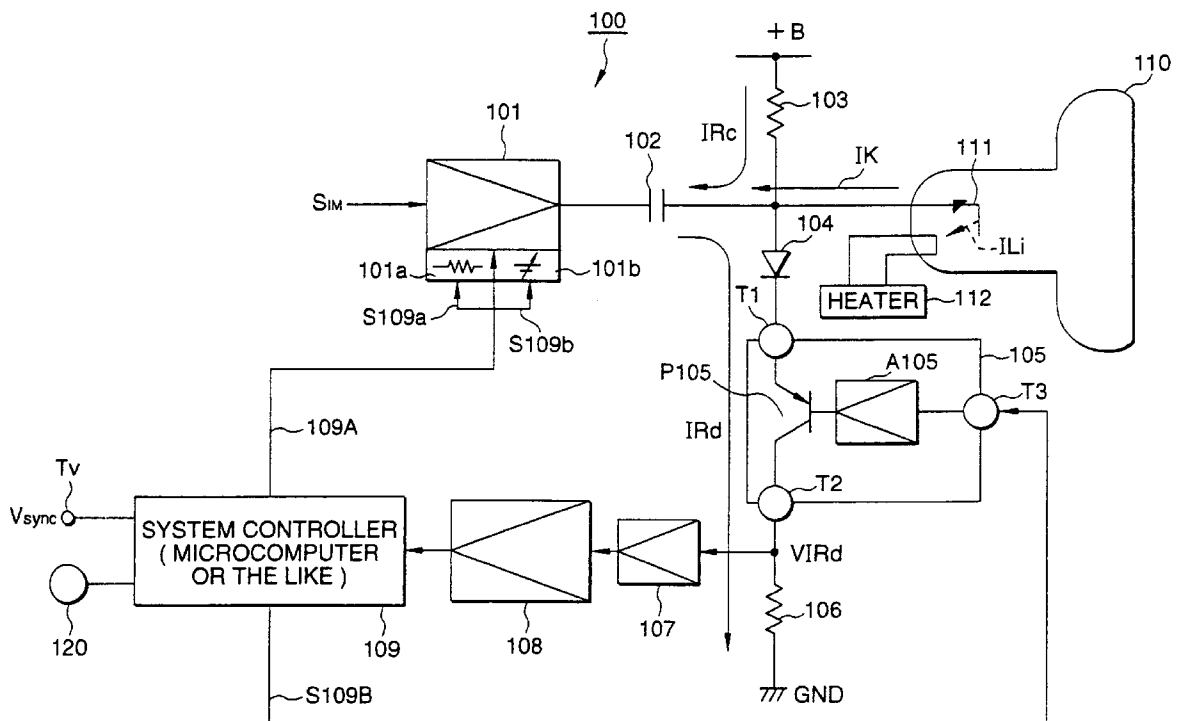 100
+B
110
101
103
IRc
102
IK
111
SIM
104
ILi
101a
101b
T1
HEATER
112
S109a
S109b
105
A105
P105
T3
109A
IRd
Tv
T2
Vsync
SYSTEM CONTROLLER
( MICROCOMPUTER
OR THE LIKE )
VIRd
107
106
120
109
108
S109B
GND